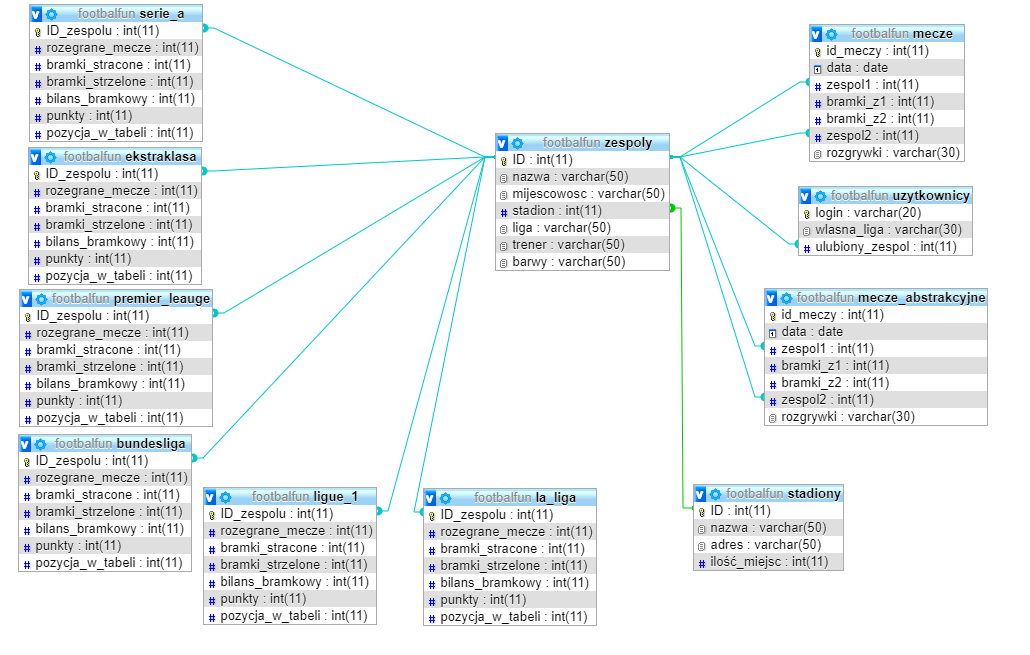 footbalfun serie_a
ID_zespolu : int(11)
rozegrane_mecze : int(11)
bramki_stracone : int(11)
bramki_strzelone : int(11)
bilans_bramkowy : int(11)
punkty : int(11)
pozycja_w_tabeli : int(11)
footbalfun ekstraklasa
ID_zespolu : int(11)
rozegrane_mecze : int(11)
bramki_stracone : int(11)
bramki_strzelone : int(11)
bilans_bramkowy : int(11)
punkty : int(11)
pozycja_w_tabeli : int(11)
footbalfun premier_leauge
ID_zespolu : int(11)
rozegrane_mecze : int(11)
bramki_stracone : int(11)
bramki_strzelone : int(11)
bilans_bramkowy : int(11)
punkty : int(11)
pozycja_w_tabeli : int(11)
footbalfun bundesliga
ID_zespolu : int(11)
rozegrane_mecze : int(11)
bramki_stracone : int(11)
bramki_strzelone : int(11)
bilans_bramkowy : int(11)
punkty : int(11)
pozycja_w_tabeli : int(11)
footbalfun ligue_1
ID_zespolu : int(11)
rozegrane_mecze : int(11)
bramki_stracone : int(11)
bramki_strzelone : int(11)
bilans_bramkowy : int(11)
punkty : int(11)
pozycja_w_tabeli : int(11)
footbalfun la_liga
ID_zespolu : int(11)
rozegrane_mecze : int(11)
bramki_stracone : int(11)
bramki_strzelone : int(11)
bilans_bramkowy : int(11)
punkty : int(11)
pozycja_w_tabeli : int(11)
footbalfun zespoly
ID : int(11)
nazwa : varchar(50)
mijescowosc : varchar(50)
stadion : int(11)
liga : varchar(50)
trener : varchar(50)
barwy : varchar(50)
footbalfun mecze
id_meczy : int(11)
data : date
zespol1 : int(11)
bramki_z1 : int(11)
bramki_z2 : int(11)
zespol2 : int(11)
rozgrywki : varchar(30)
footbalfun uzytkownicy
login : varchar(20)
wlasna_liga : varchar(30)
ulubiony_zespol : int(11)
footbalfun mecze_abstrakcyjne
id_meczy : int(11)
data : date
zespol1 : int(11)
bramki_z1 : int(11)
bramki_z2 : int(11)
zespol2 : int(11)
rozgrywki : varchar(30)
footbalfun stadiony
ID : int(11)
nazwa : varchar(50)
adres : varchar(50)
ilość_miejsc : int(11)